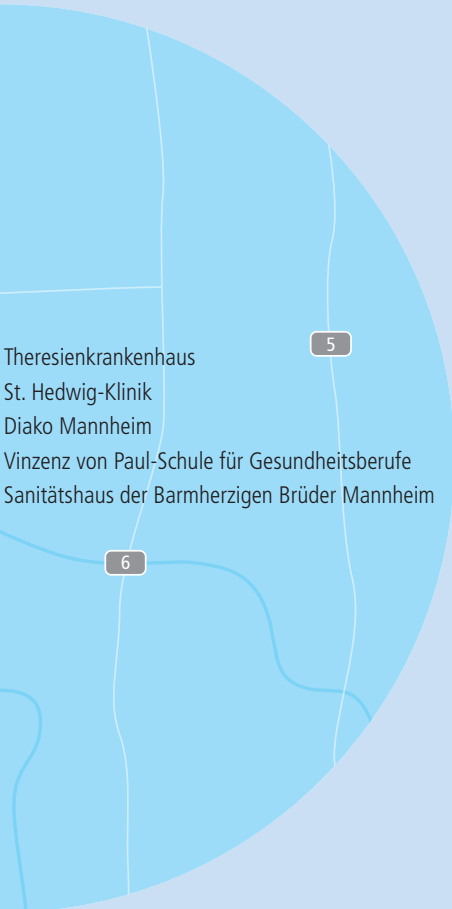 5
Theresienkrankenhaus
St. Hedwig-Klinik
Diako Mannheim
Vinzenz von Paul-Schule für Gesundheitsberufe
Sanitätshaus der Barmherzigen Brüder Mannheim
6